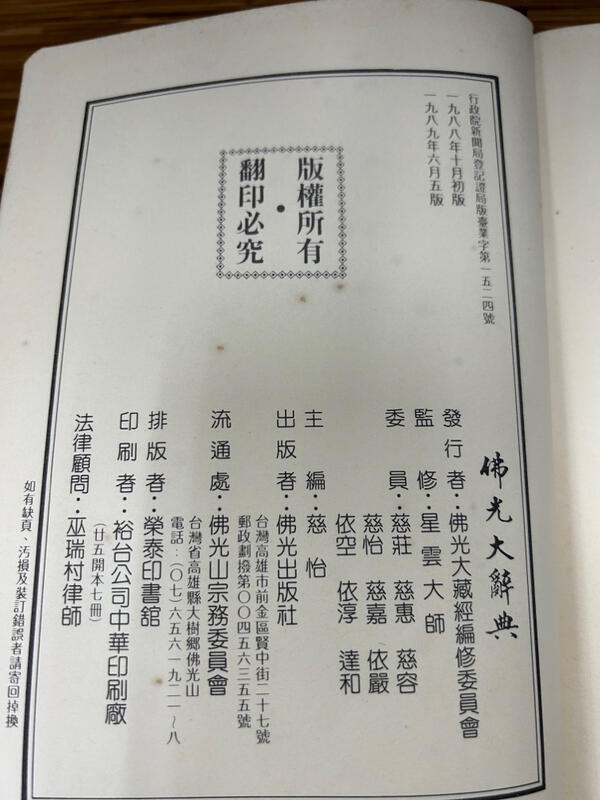 行政院新聞局登記證局版臺業字第一五二四號
一九八八年十月初版
一九八九年六月五版
版權所有
·
翻印必究
佛光大辭典
發行者：佛光大藏經編修委員會
監修：星雲大師
委員：慈莊 慈惠 慈容
慈怡 慈嘉 依嚴
依空 依淳 達和
主編：慈怡
出版者：佛光出版社
台灣高雄市前金區賢中街二十七號
郵政劃撥第〇〇四五六三五五號
流通處：佛光山宗務委員會
台灣省高雄縣大樹鄉佛光山
電話：（〇七）六五六一九二一～八
排版者：榮泰印書舘
印刷者：裕台公司中華印刷廠
（廿五開本七冊）
法律顧問：巫瑞村律師
如有缺頁、汚損及裝訂錯誤者請寄回掉換